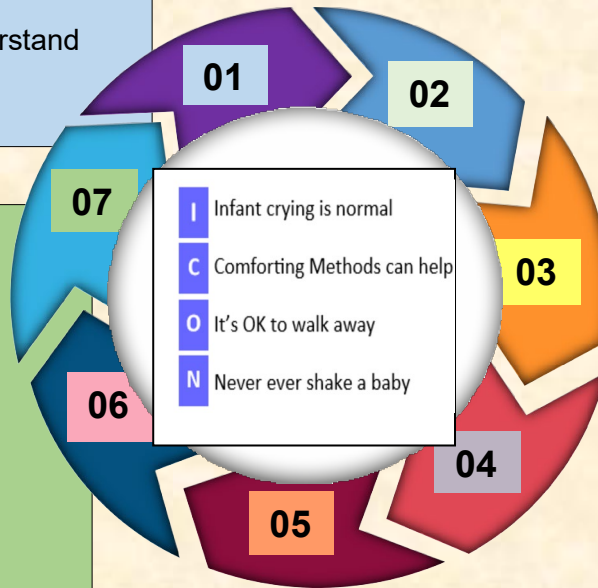 erstand
01
02
03
04
05
06
07
I Infant crying is normal
C Comforting Methods can help
O It's OK to walk away
N Never ever shake a baby